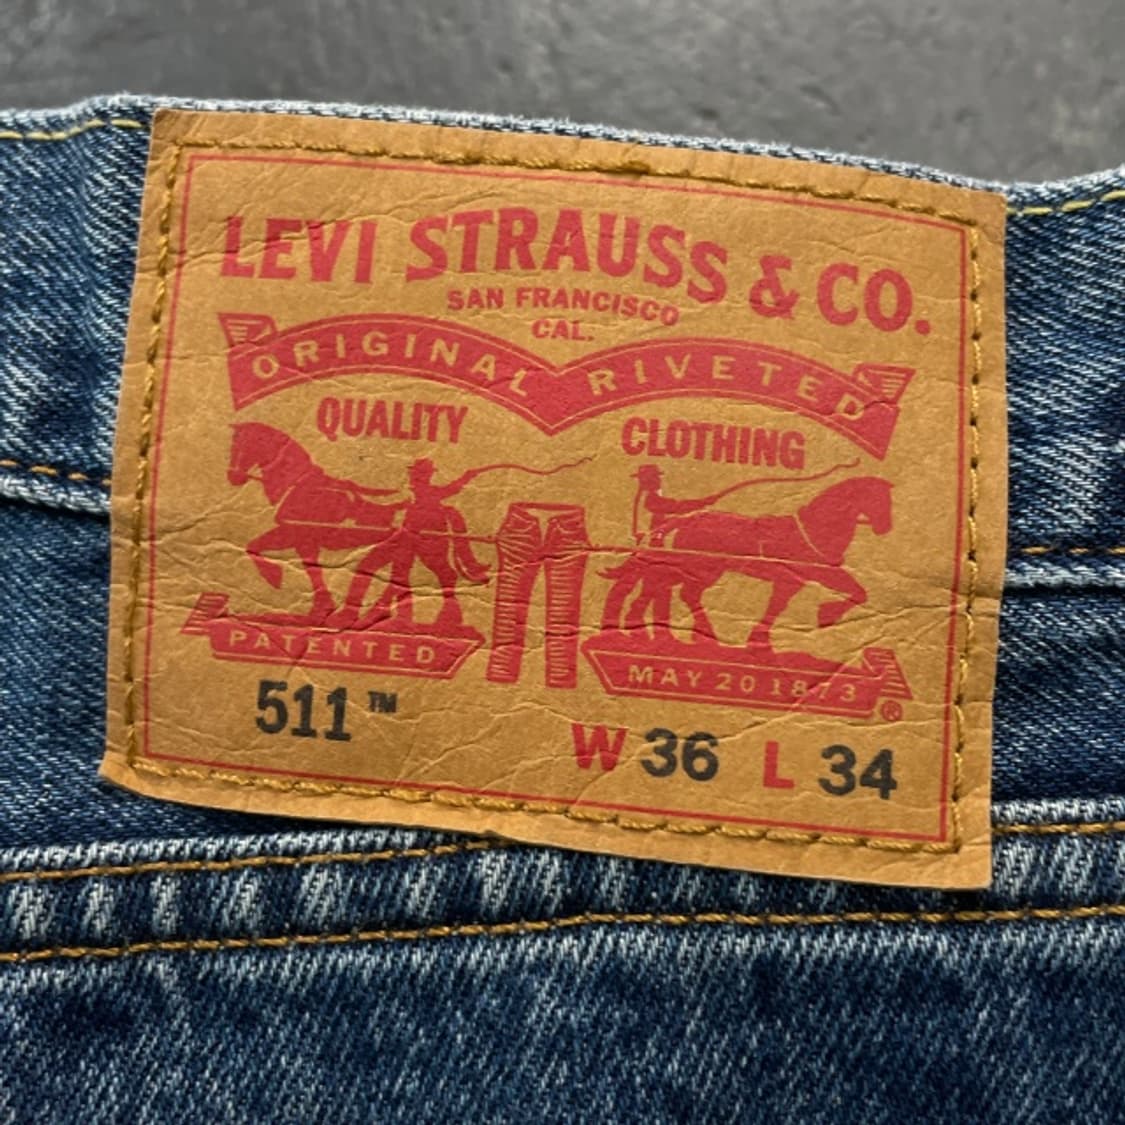 LEVI STRAUSS & CO.
SAN FRANCISCO
CAL.
ORIGINAL RIVETED
QUALITY CLOTHING
PATENTED
MAY 20 1873
®
511™
W 36 L 34